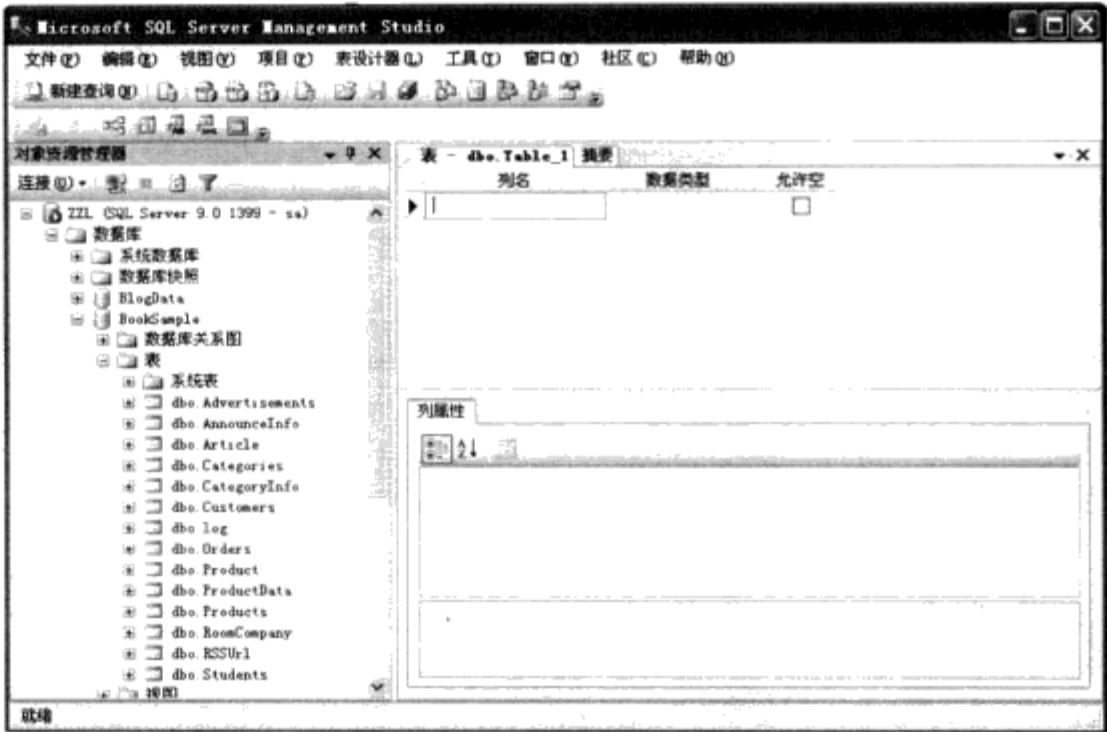 Microsoft SQL Server Management Studio
文件(F) 编辑(E) 视图(V) 项目(P) 表设计器(L) 工具(T) 窗口(W) 社区(C) 帮助(H)
新建查询(N)
对象资源管理器
连接(O)
ZZL (SQL Server 9.0.1399 - sa)
数据库
系统数据库
数据库快照
BlogData
BookSample
数据库关系图
表
系统表
dbo.Advertisements
dbo.AnnounceInfo
dbo.Article
dbo.Categories
dbo.CategoryInfo
dbo.Customers
dbo.log
dbo.Orders
dbo.Product
dbo.ProductData
dbo.Products
dbo.RoomCompany
dbo.RSSUrl
dbo.Students
视图
表 - dbo.Table_1 摘要
列名 数据类型 允许空
列属性
就绪